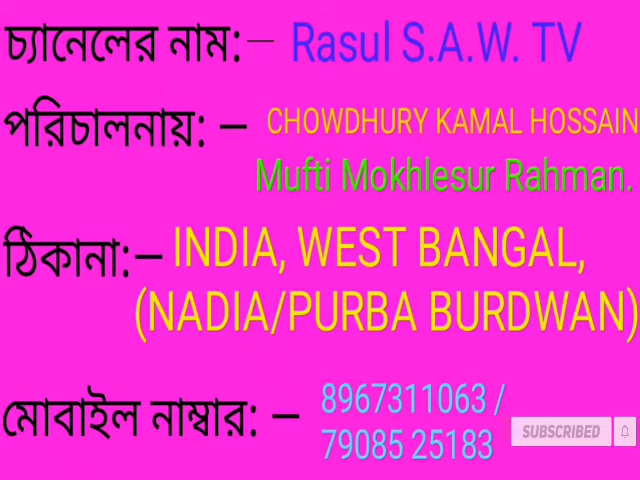 চ্যানেলের নাম:— Rasul S.A.W. TV
পরিচালনায়: — CHOWDHURY KAMAL HOSSAIN
Mufti Mokhlesur Rahman.
ঠিকানা:— INDIA, WEST BANGAL,
(NADIA/PURBA BURDWAN)
মোবাইল নাম্বার: — 8967311063 /
79085 25183
SUBSCRIBED